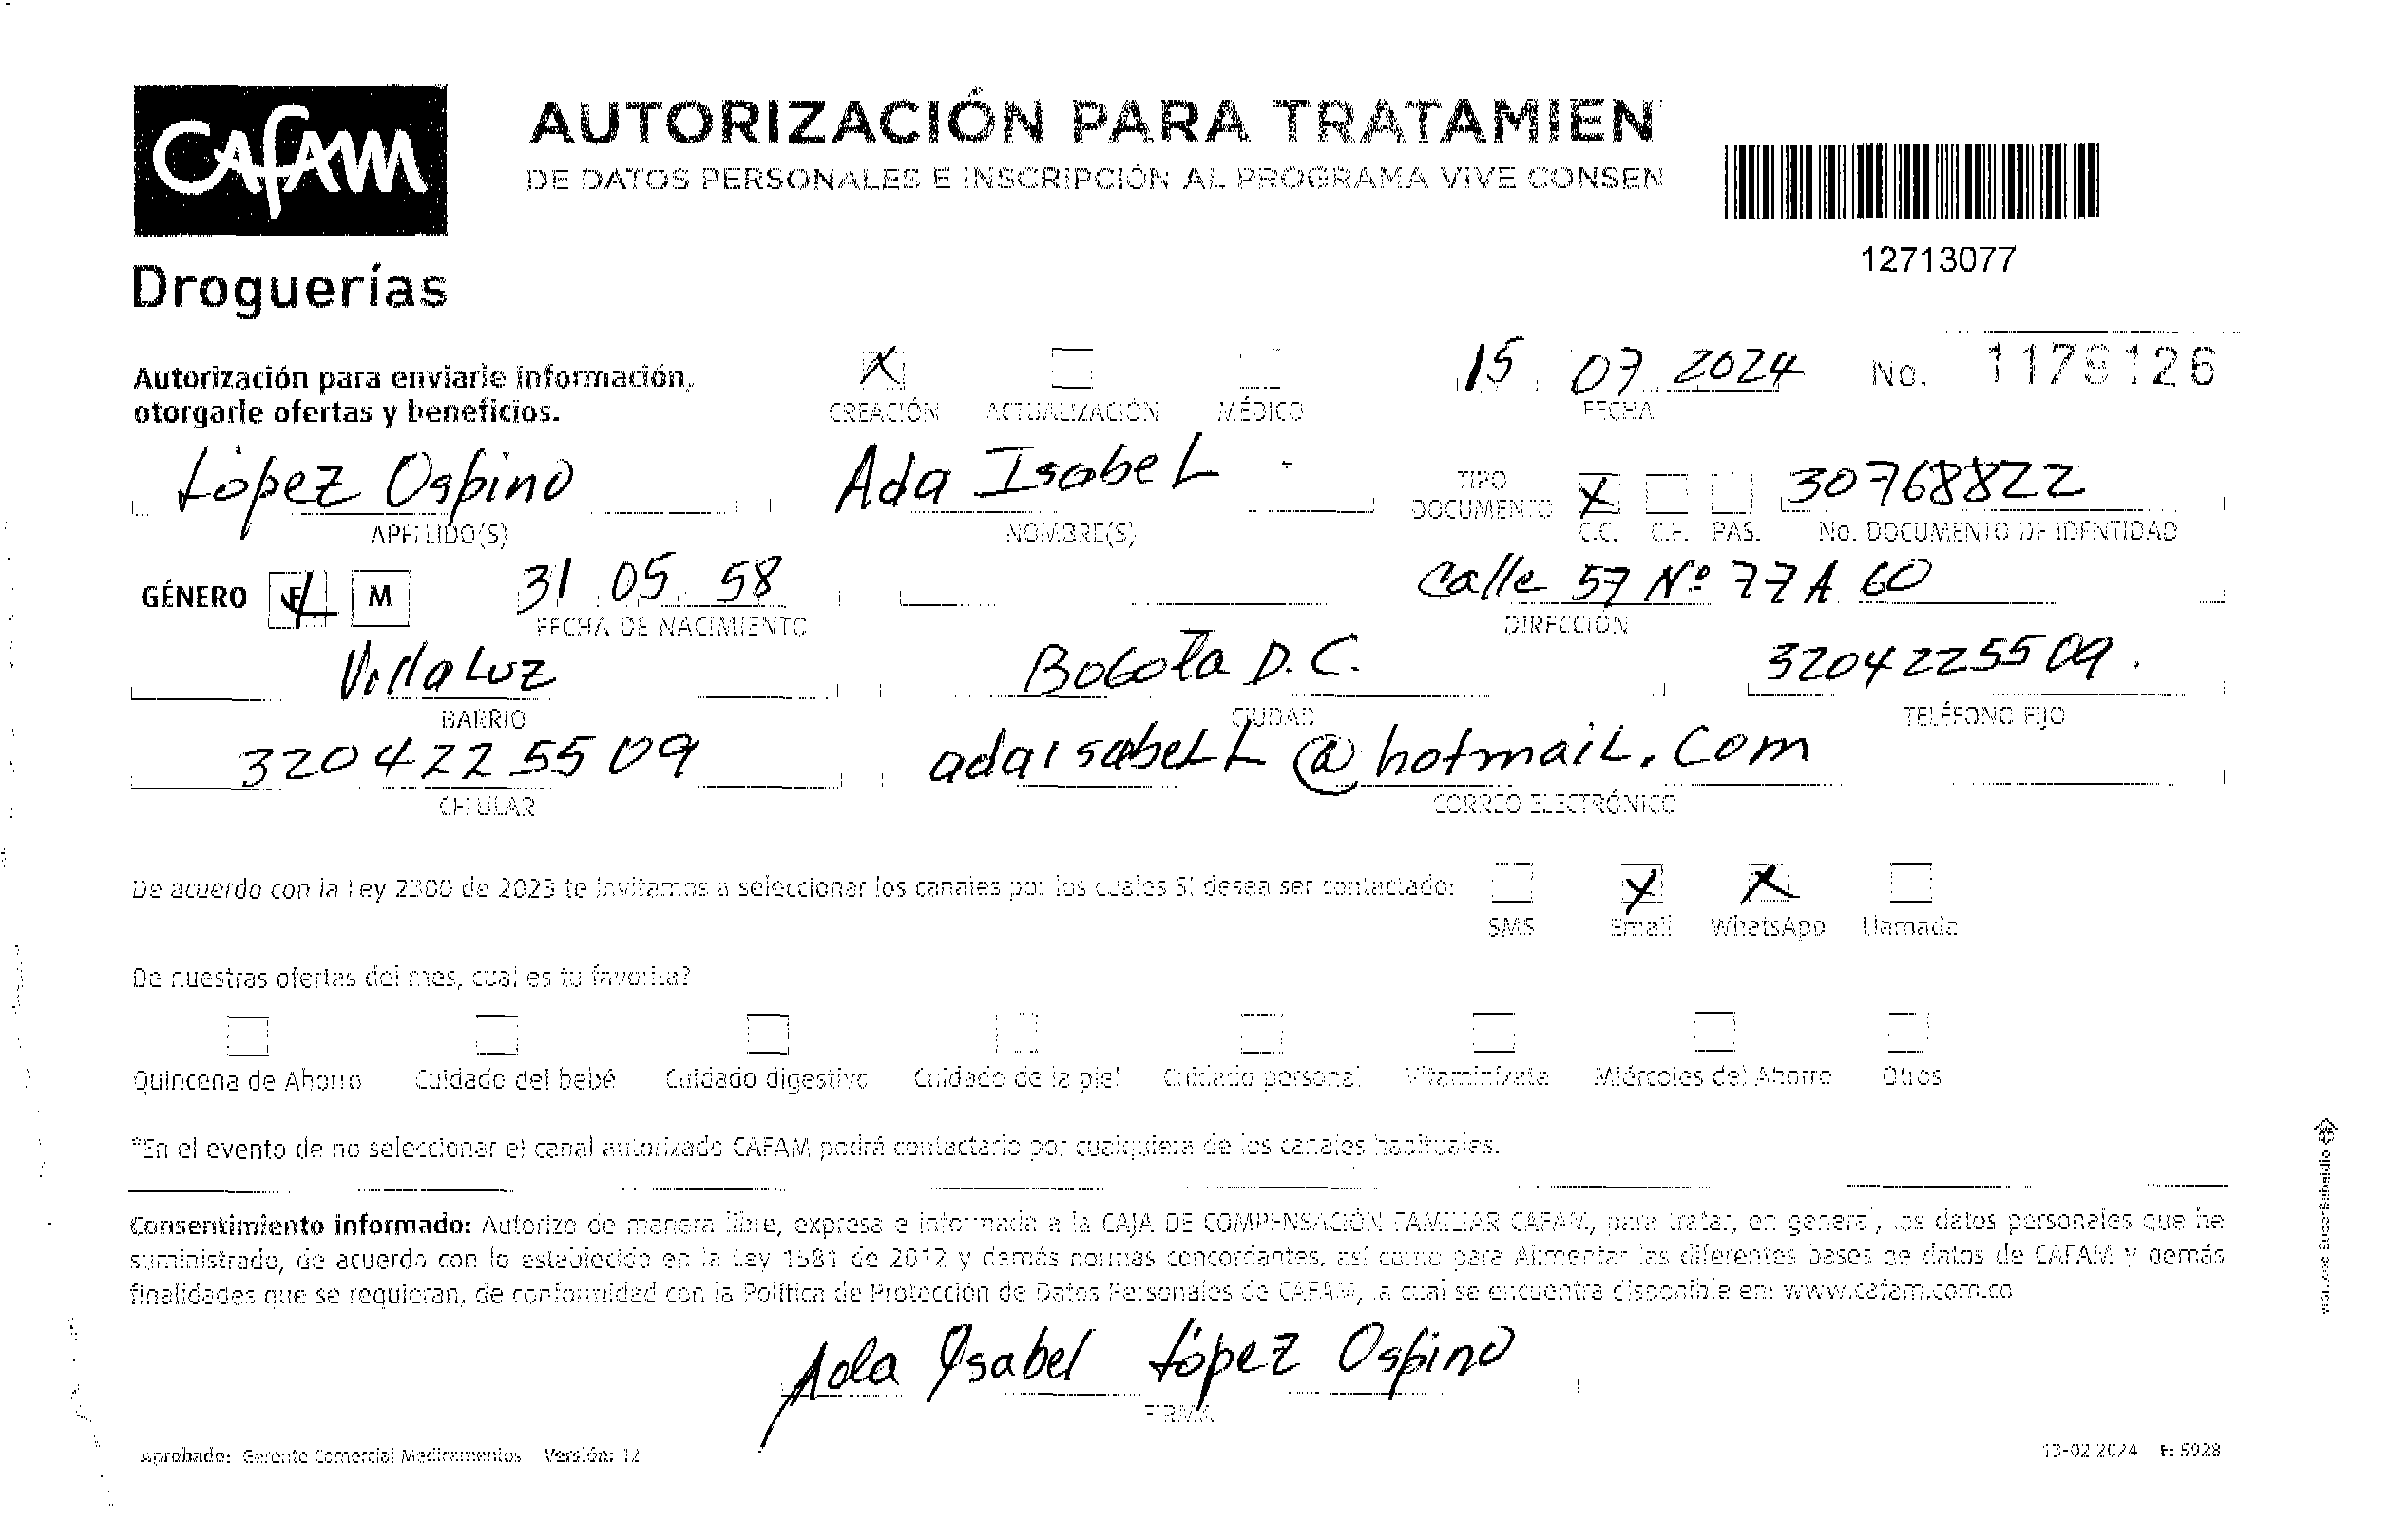 CAFAM
Droguerías
AUTORIZACIÓN PARA TRATAMIEN
DE DATOS PERSONALES E INSCRIPCIÓN AL PROGRAMA VIVE CONSEN
12713077
Autorización para enviarle información,
otorgarle ofertas y beneficios.
X CREACIÓN ACTUALIZACIÓN MÉDICO
15 07 2024
FECHA
No. 1179126
López Ospino
APELLIDO(S)
Ada Isabel
NOMBRE(S)
TIPO
DOCUMENTO
X C.C. C.E. PAS.
30768822
No. DOCUMENTO DE IDENTIDAD
GÉNERO F M
31 05 58
FECHA DE NACIMIENTO
Calle 57 Nº 77A 60
DIRECCIÓN
Villa Luz
BARRIO
Bogota D.C.
CIUDAD
3204225509.
TELÉFONO FIJO
3204225509
CELULAR
adaisabelL@hotmail.com
CORREO ELECTRÓNICO
De acuerdo con la Ley 2300 de 2023 te invitamos a seleccionar los canales por los cuales SI desea ser contactado:
SMS X Email X WhatsApp Llamada
De nuestras ofertas del mes, cual es tu favorita?
Quincena de Ahorro Cuidado del bebé Cuidado digestivo Cuidado de la piel Cuidado personal Vitamínizate Miércoles del Ahorro Otros
*En el evento de no seleccionar el canal autorizado CAFAM podrá contactarlo por cualquiera de los canales habituales.
Consentimiento informado: Autorizo de manera libre, expresa e informada a la CAJA DE COMPENSACIÓN FAMILIAR CAFAM, para tratar, en general, los datos personales que he
suministrado, de acuerdo con lo establecido en la Ley 1581 de 2012 y demás normas concordantes, así como para Alimentar las diferentes bases de datos de CAFAM y demás
finalidades que se requieran, de conformidad con la Política de Protección de Datos Personales de CAFAM, la cual se encuentra disponible en: www.cafam.com.co
Ada Isabel López Ospino
FIRMA
Aprobado: Gerente Comercial Medicamentos Versión: 12
13-02 2024 F: 5928
VIGILADO SuperSubsidio